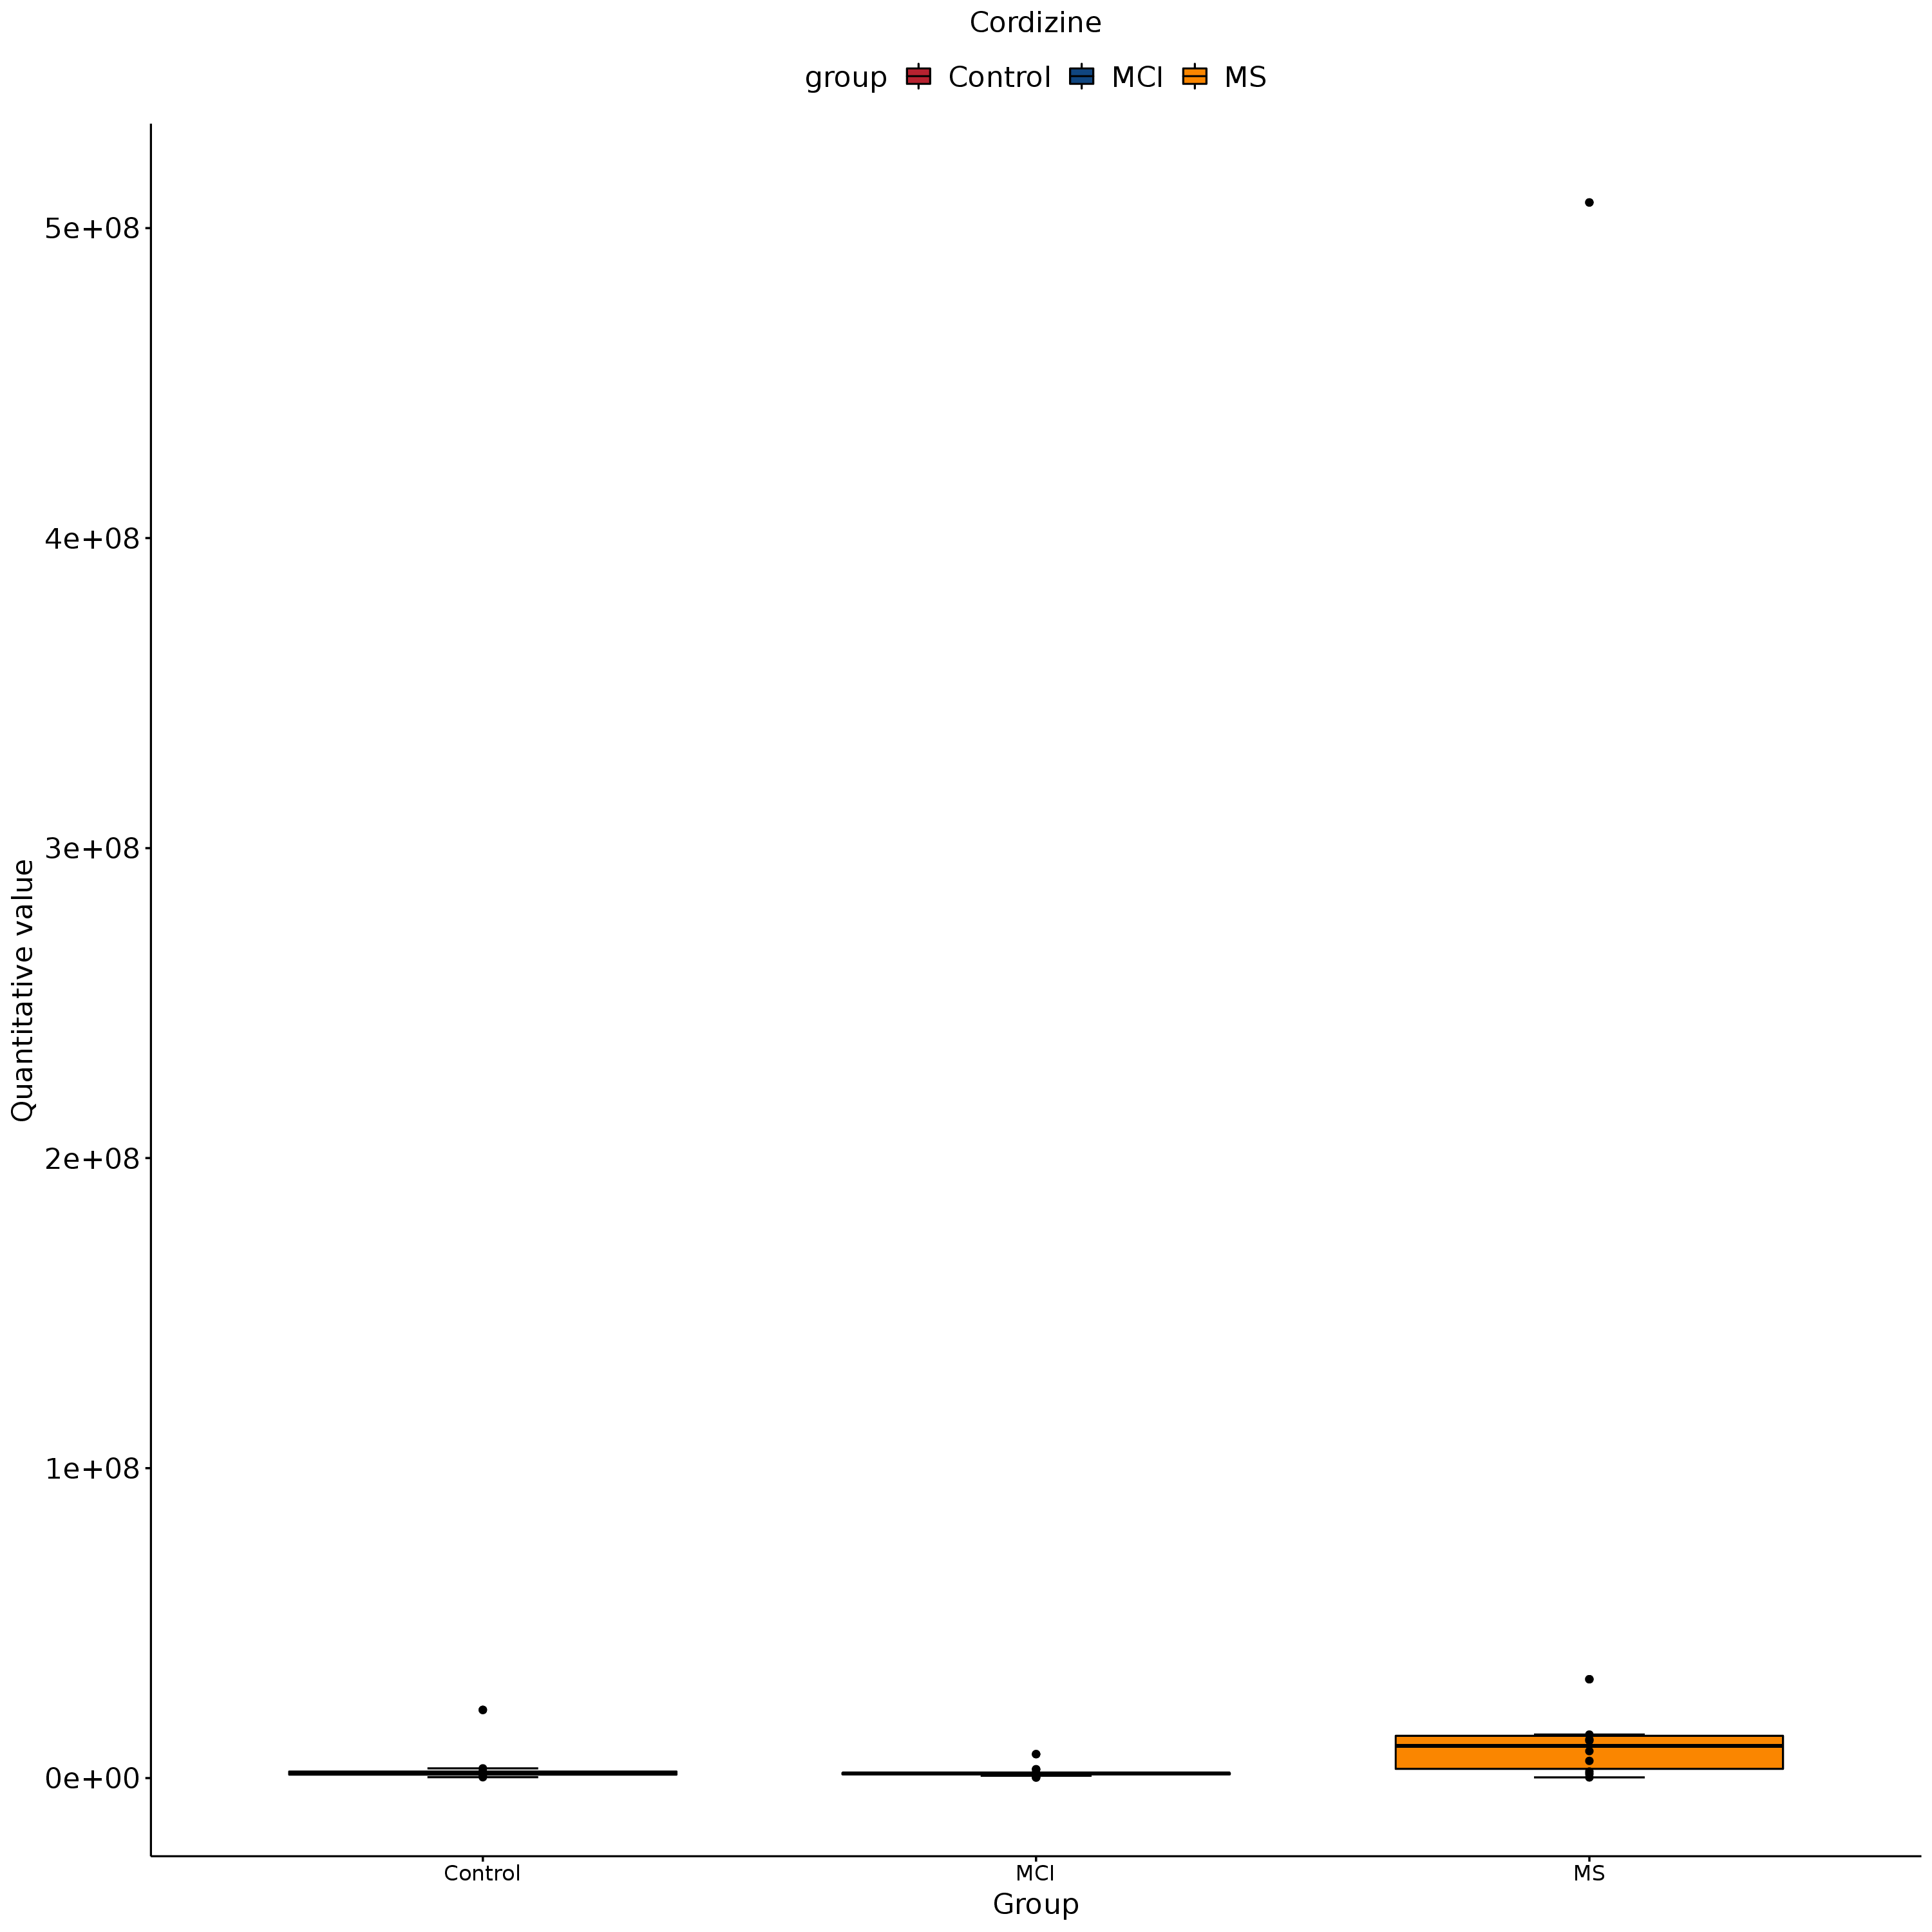 Cordizine
group Control MCI MS
Quantitative value
5e+08
4e+08
3e+08
2e+08
1e+08
0e+00
Control MCI MS
Group